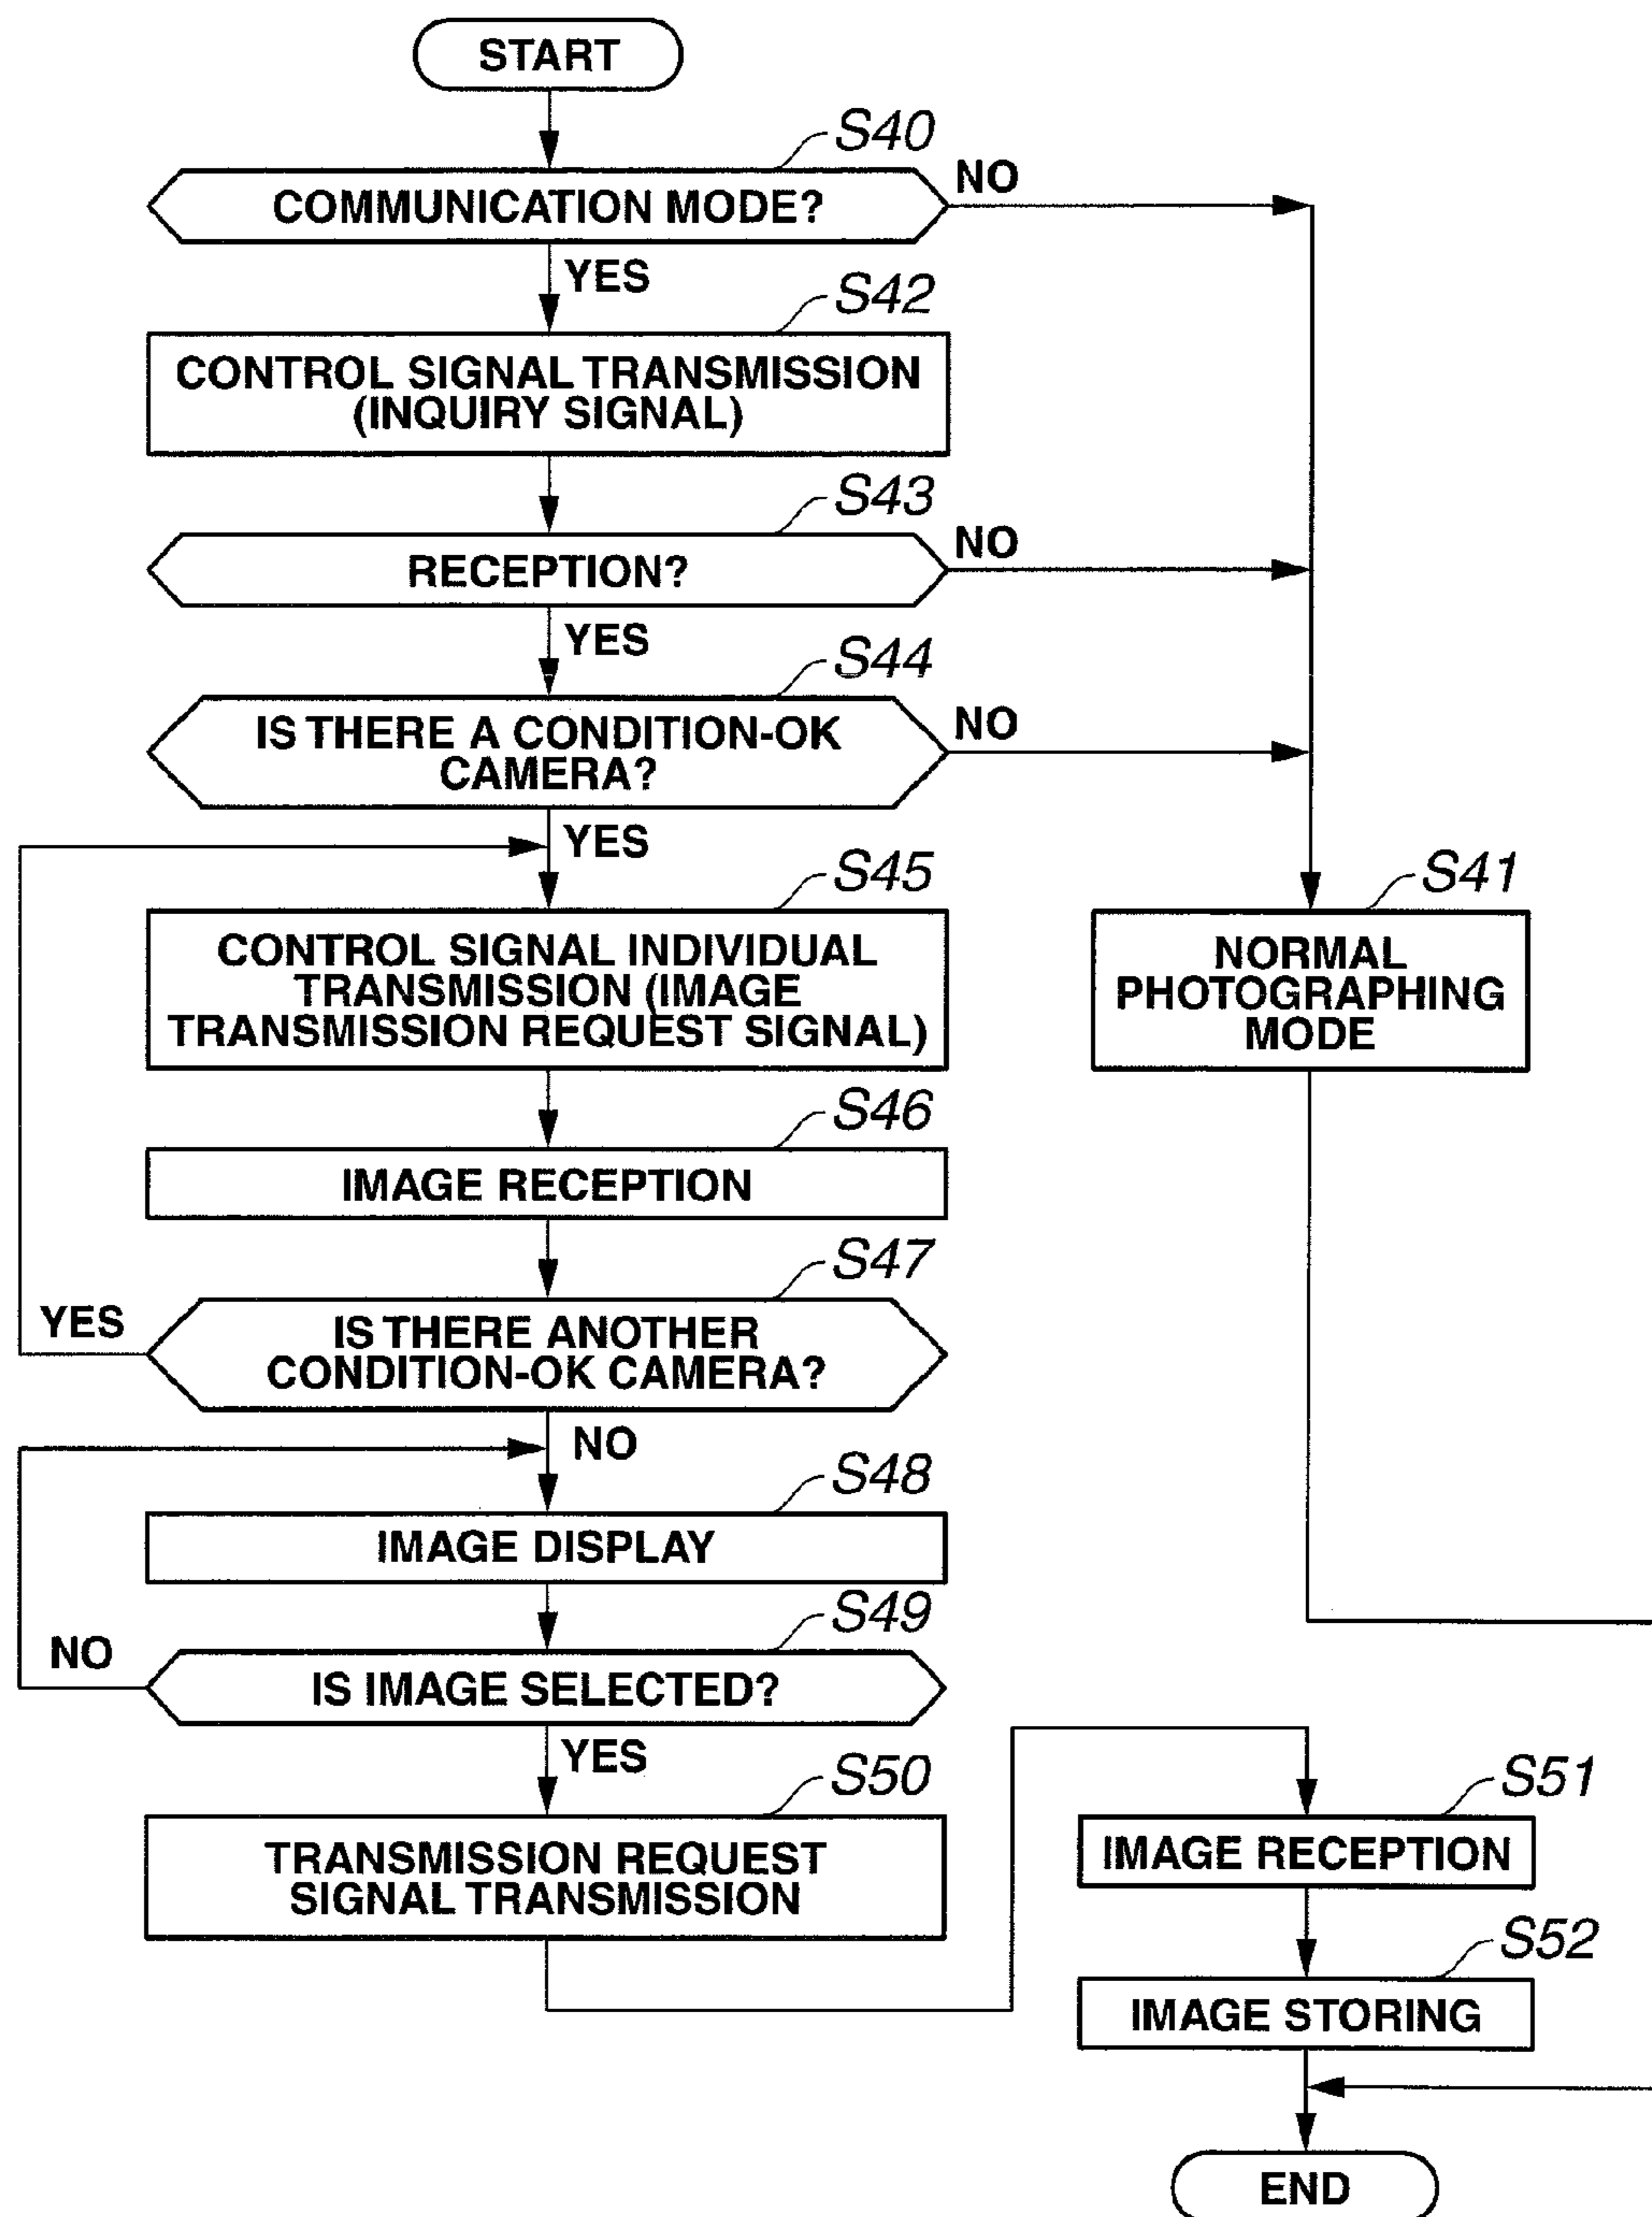 START
S40
COMMUNICATION MODE?
NO
YES
S42
CONTROL SIGNAL TRANSMISSION
(INQUIRY SIGNAL)
S43
RECEPTION?
NO
YES
S44
IS THERE A CONDITION-OK
CAMERA?
NO
YES
S45
CONTROL SIGNAL INDIVIDUAL
TRANSMISSION (IMAGE
TRANSMISSION REQUEST SIGNAL)
S41
NORMAL
PHOTOGRAPHING
MODE
S46
IMAGE RECEPTION
S47
YES
IS THERE ANOTHER
CONDITION-OK CAMERA?
NO
S48
IMAGE DISPLAY
S49
NO
IS IMAGE SELECTED?
YES
S50
TRANSMISSION REQUEST
SIGNAL TRANSMISSION
S51
IMAGE RECEPTION
S52
IMAGE STORING
END